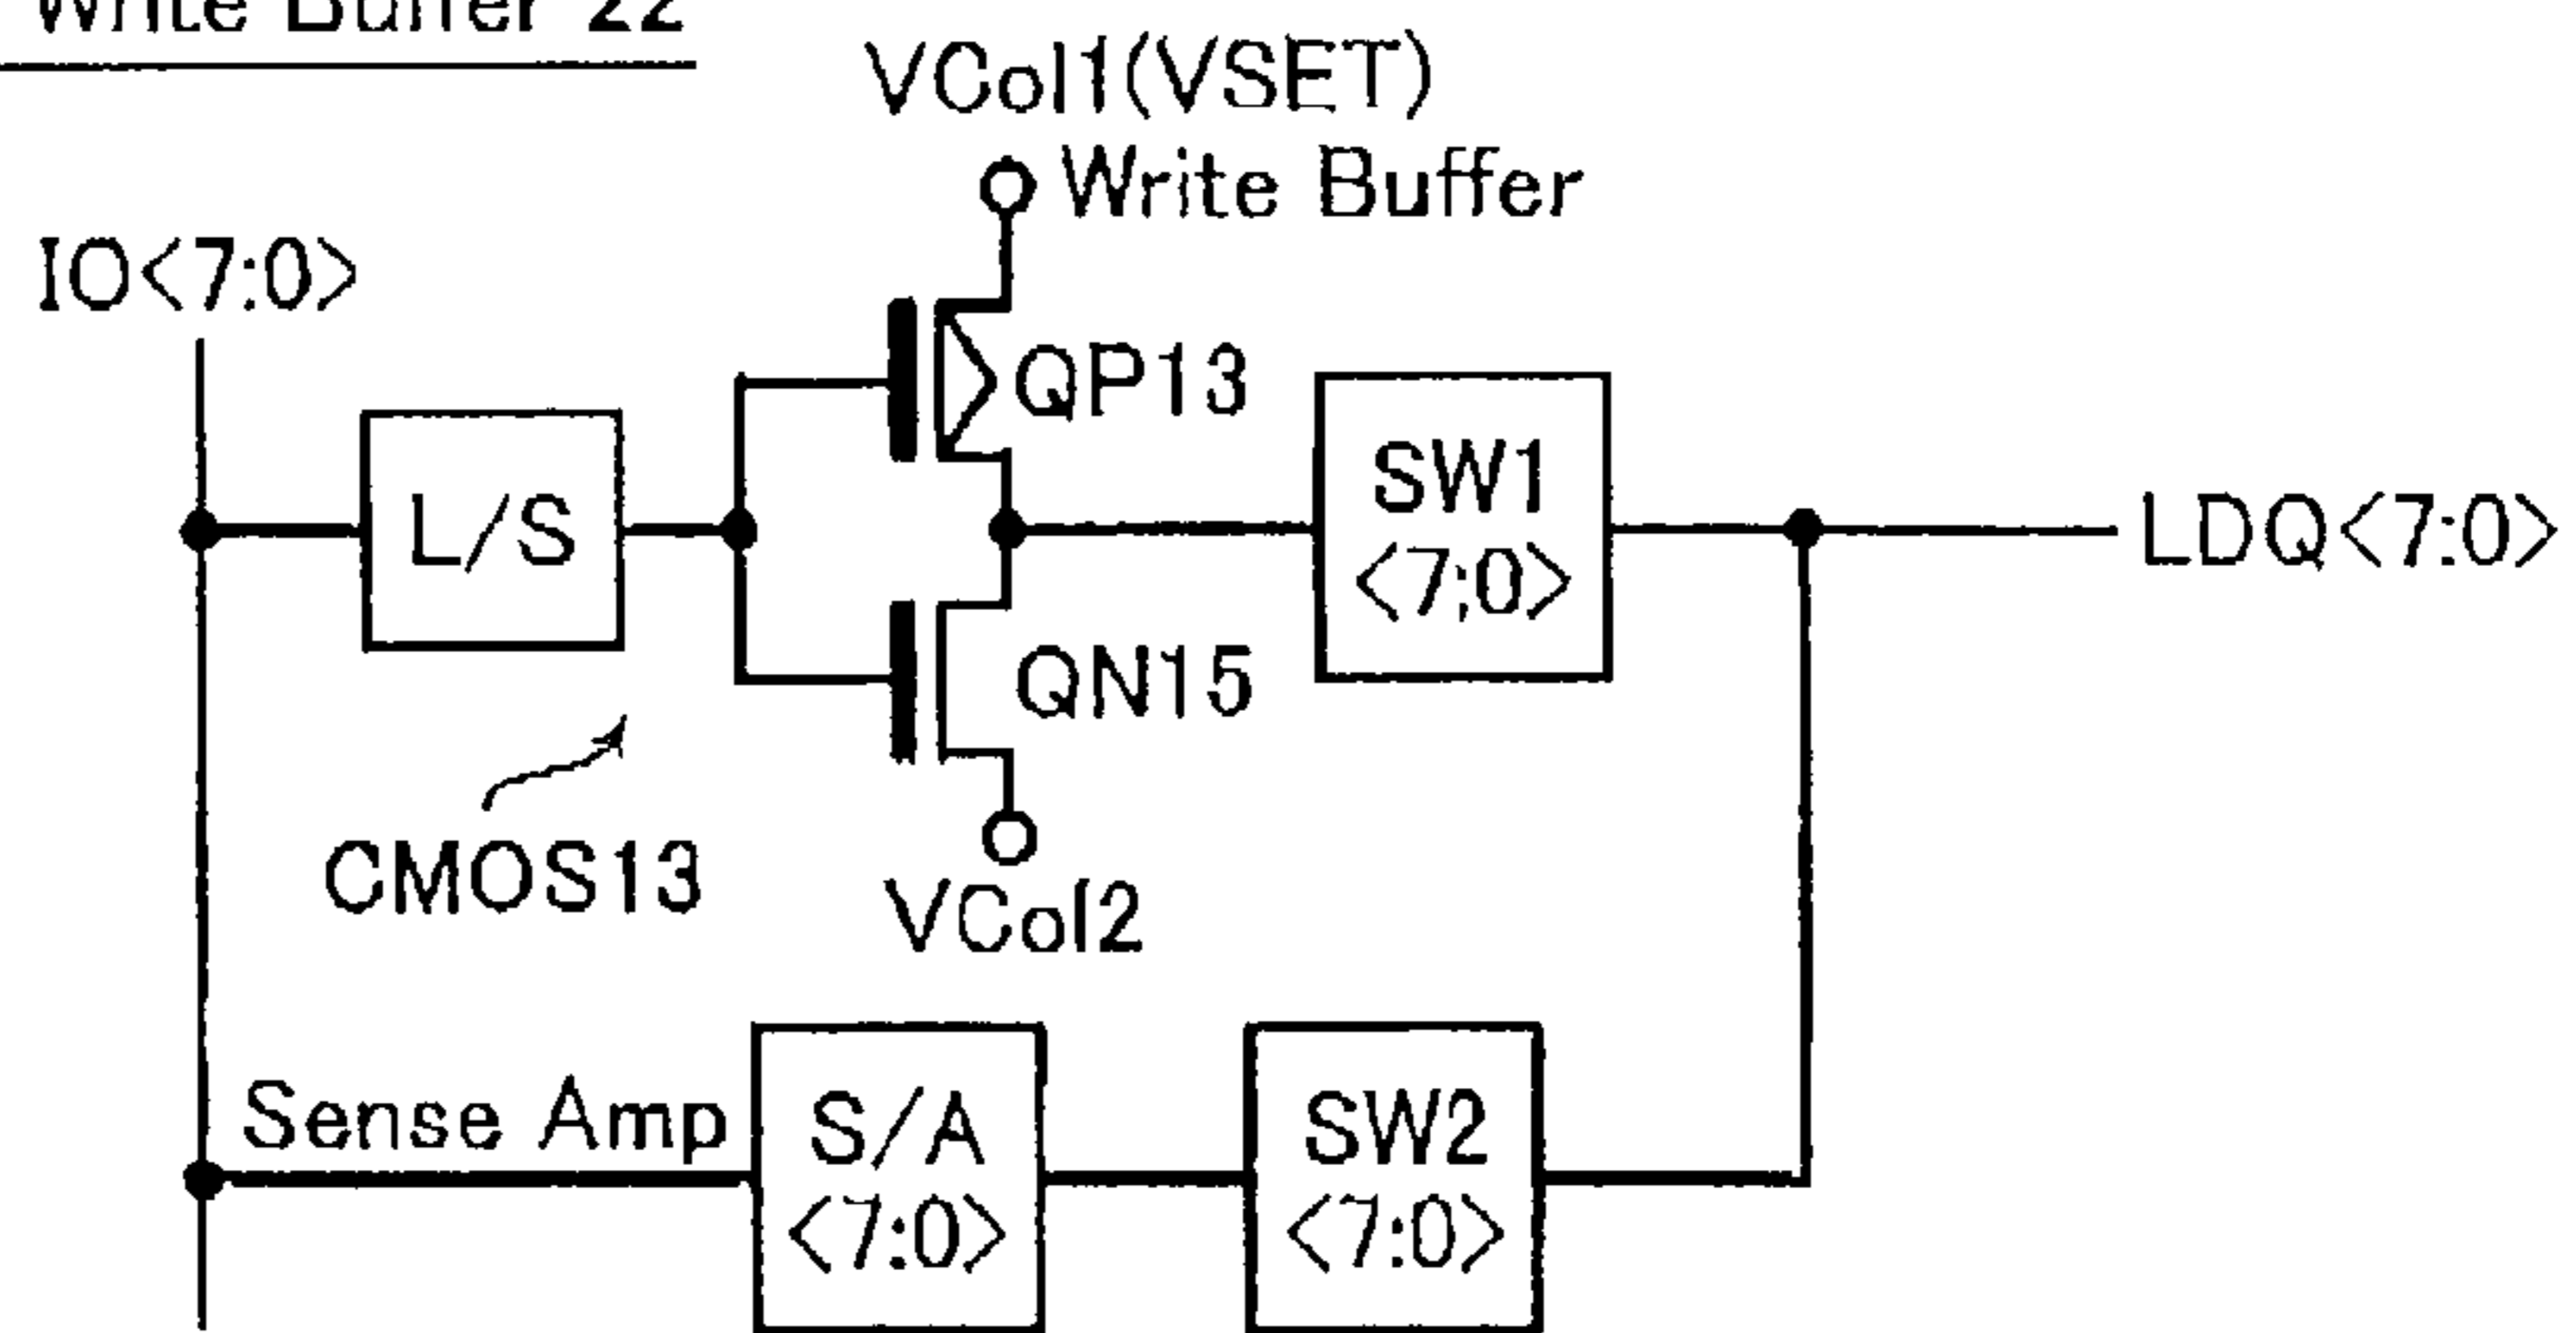 Write Buffer 22
VCol1(VSET)
Write Buffer
IO<7:0>
QP13
L/S
SW1
<7;0>
LDQ<7:0>
QN15
CMOS13
VCol2
Sense Amp
S/A
<7:0>
SW2
<7:0>